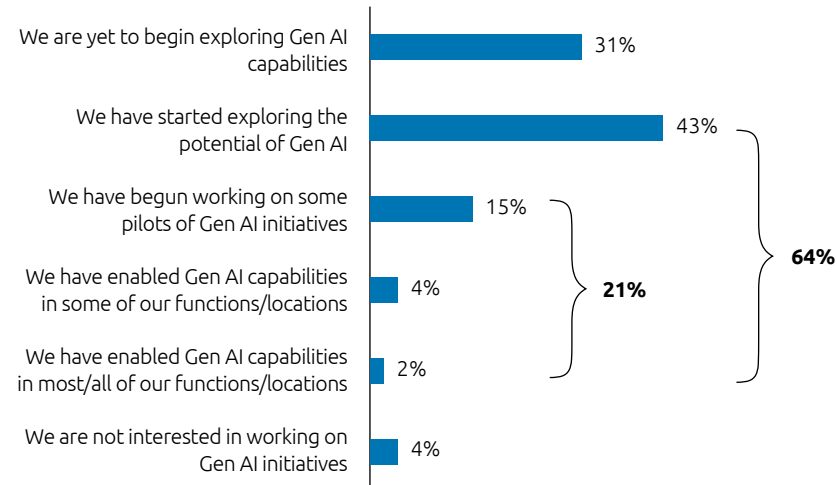 We are yet to begin exploring Gen AI
capabilities
31%
We have started exploring the
potential of Gen AI
43%
We have begun working on some
pilots of Gen AI initiatives
15%
We have enabled Gen AI capabilities
in some of our functions/locations
4%
We have enabled Gen AI capabilities
in most/all of our functions/locations
2%
We are not interested in working on
Gen AI initiatives
4%
21%
64%